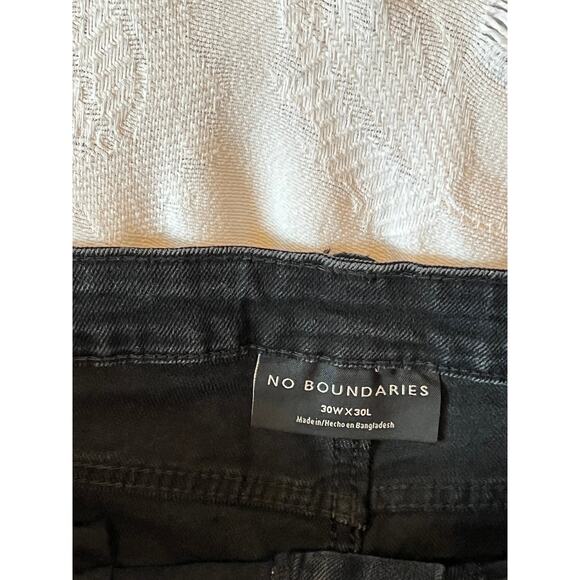 NO BOUNDARIES
30W X 30L
Made in/Hecho en Bangladesh